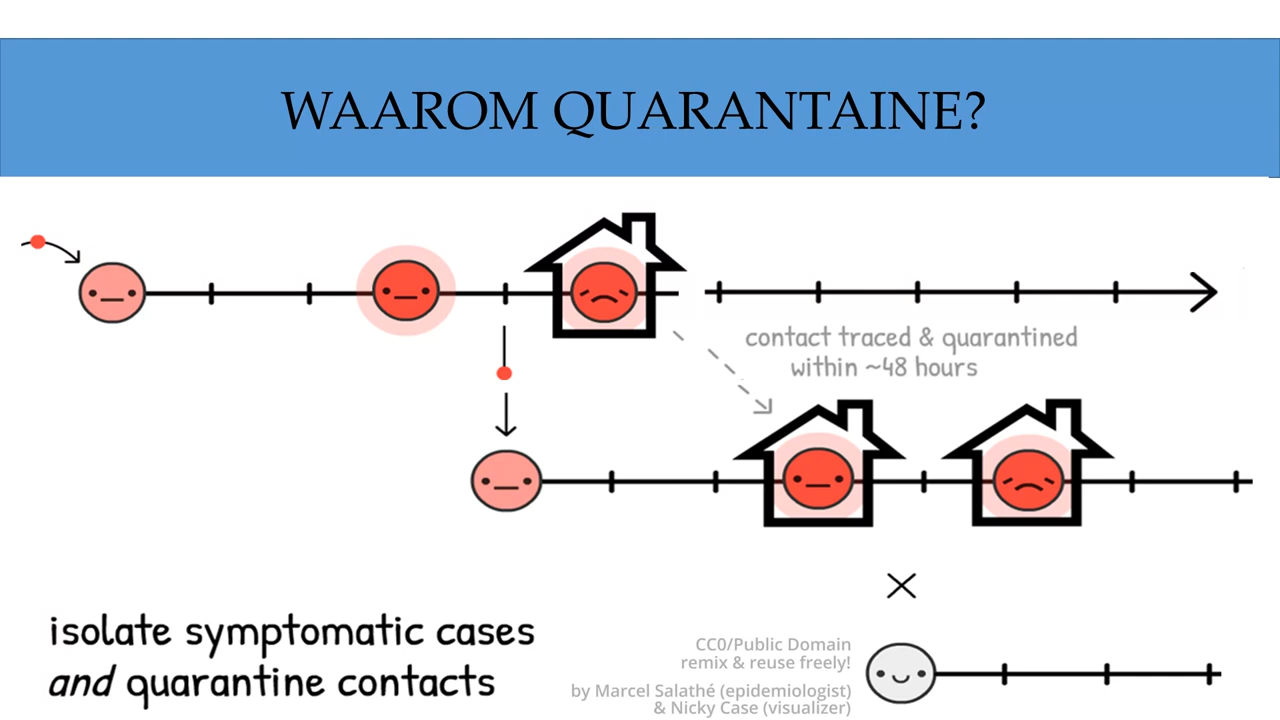 WAAROM QUARANTAINE?
contact traced & quarantined
within ~48 hours
isolate symptomatic cases
and quarantine contacts
CC0/Public Domain
remix & reuse freely!
by Marcel Salathé (epidemiologist)
& Nicky Case (visualizer)